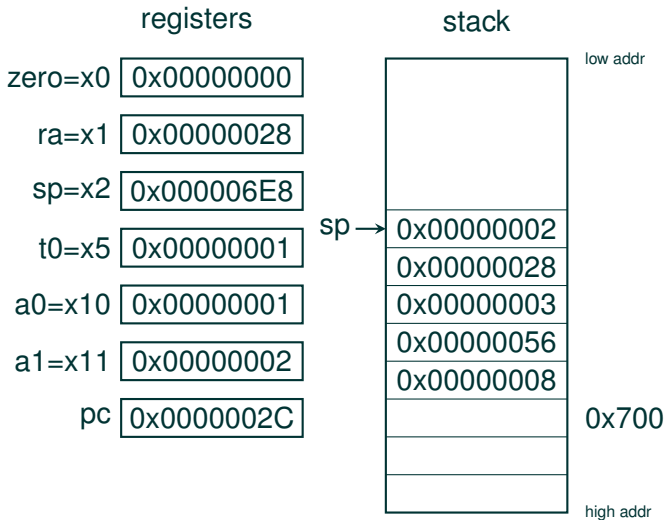 registers
zero=x0 0x00000000
ra=x1 0x00000028
sp=x2 0x000006E8
t0=x5 0x00000001
a0=x10 0x00000001
a1=x11 0x00000002
pc 0x0000002C
stack
low addr
sp 0x00000002
0x00000028
0x00000003
0x00000056
0x00000008
0x700
high addr